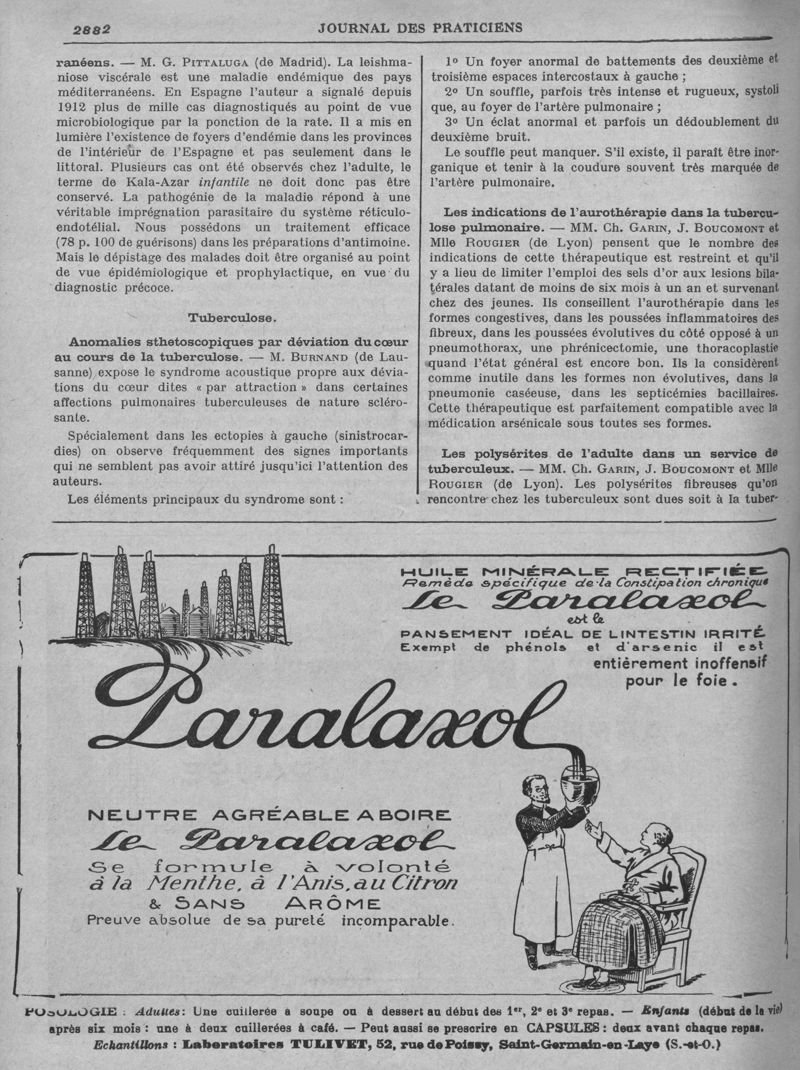 2882
JOURNAL DES PRATICIENS
ranéens. — M. G. PITTALUGA (de Madrid). La leishma-
niose viscérale est une maladie endémique des pays
méditerranéens. En Espagne l'auteur a signalé depuis
1912 plus de mille cas diagnostiqués au point de vue
microbiologique par la ponction de la rate. Il a mis en
lumière l'existence de foyers d'endémie dans les provinces
de l'intérieur de l'Espagne et pas seulement dans le
littoral. Plusieurs cas ont été observés chez l'adulte, le
terme de Kala-Azar infantile ne doit donc pas être
conservé. La pathogénie de la maladie répond à une
véritable imprégnation parasitaire du système réticulo-
endotélial. Nous possédons un traitement efficace
(78 p. 100 de guérisons) dans les préparations d'antimoine.
Mais le dépistage des malades doit être organisé au point
de vue épidémiologique et prophylactique, en vue du
diagnostic précoce.
Tuberculose.
Anomalies sthetoscopiques par déviation du cœur
au cours de la tuberculose. — M. BURNAND (de Lau-
sanne) expose le syndrome acoustique propre aux dévia-
tions du cœur dites « par attraction » dans certaines
affections pulmonaires tuberculeuses de nature scléro-
sante.
Spécialement dans les ectopies à gauche (sinistrocar-
dies) on observe fréquemment des signes importants
qui ne semblent pas avoir attiré jusqu'ici l'attention des
auteurs.
Les éléments principaux du syndrome sont :
1º Un foyer anormal de battements des deuxième et
troisième espaces intercostaux à gauche ;
2º Un souffle, parfois très intense et rugueux, systoli
que, au foyer de l'artère pulmonaire ;
3º Un éclat anormal et parfois un dédoublement du
deuxième bruit.
Le souffle peut manquer. S'il existe, il paraît être inor-
ganique et tenir à la coudure souvent très marquée de
l'artère pulmonaire.
Les indications de l'aurothérapie dans la tubercu-
lose pulmonaire. — MM. Ch. GARIN, J. BOUCOMONT et
Mlle ROUGIER (de Lyon) pensent que le nombre des
indications de cette thérapeutique est restreint et qu'il
y a lieu de limiter l'emploi des sels d'or aux lesions bila-
térales datant de moins de six mois à un an et survenant
chez des jeunes. Ils conseillent l'aurothérapie dans les
formes congestives, dans les poussées inflammatoires des
fibreux, dans les poussées évolutives du côté opposé à un
pneumothorax, une phrénicectomie, une thoracoplastie
quand l'état général est encore bon. Ils la considèrent
comme inutile dans les formes non évolutives, dans la
pneumonie caséeuse, dans les septicémies bacillaires.
Cette thérapeutique est parfaitement compatible avec la
médication arsénicale sous toutes ses formes.
Les polysérites de l'adulte dans un service de
tuberculeux. — MM. Ch. GARIN, J. BOUCOMONT et Mlle
ROUGIER (de Lyon). Les polysérites fibreuses qu'on
rencontre chez les tuberculeux sont dues soit à la tuber-
HUILE MINÉRALE RECTIFIÉE
Remède spécifique de la Constipation chronique
Le Paralaxol
est le
PANSEMENT IDÉAL DE LINTESTIN IRRITÉ
Exempt de phénols et d'arsenic il est
entièrement inoffensif
pour le foie.
Paralaxol
NEUTRE AGRÉABLE A BOIRE
Le Paralaxol
Se formule à volonté
à la Menthe, à l'Anis, au Citron
& SANS ARÔME
Preuve absolue de sa pureté incomparable.
POSOLOGIE : Adultes: Une cuillerée a soupe ou à dessert au début des 1er, 2e et 3e repas. — Enfants (début de la vie)
après six mois : une à deux cuillerées à café. — Peut aussi se prescrire en CAPSULES : deux avant chaque repas.
Echantillons : Laboratoires TULIVET, 52, rue de Poissy, Saint-Germain-en-Laye (S.-et-O.)